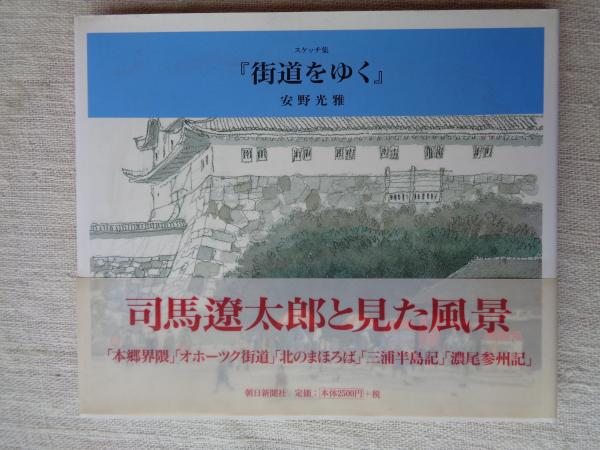 スケッチ集
『街道をゆく』
安野光雅
司馬遼太郎と見た風景
「本郷界隈」「オホーツク街道」「北のまほろば」「三浦半島記」「濃尾参州記」
朝日新聞社 定価:本体2500円+税